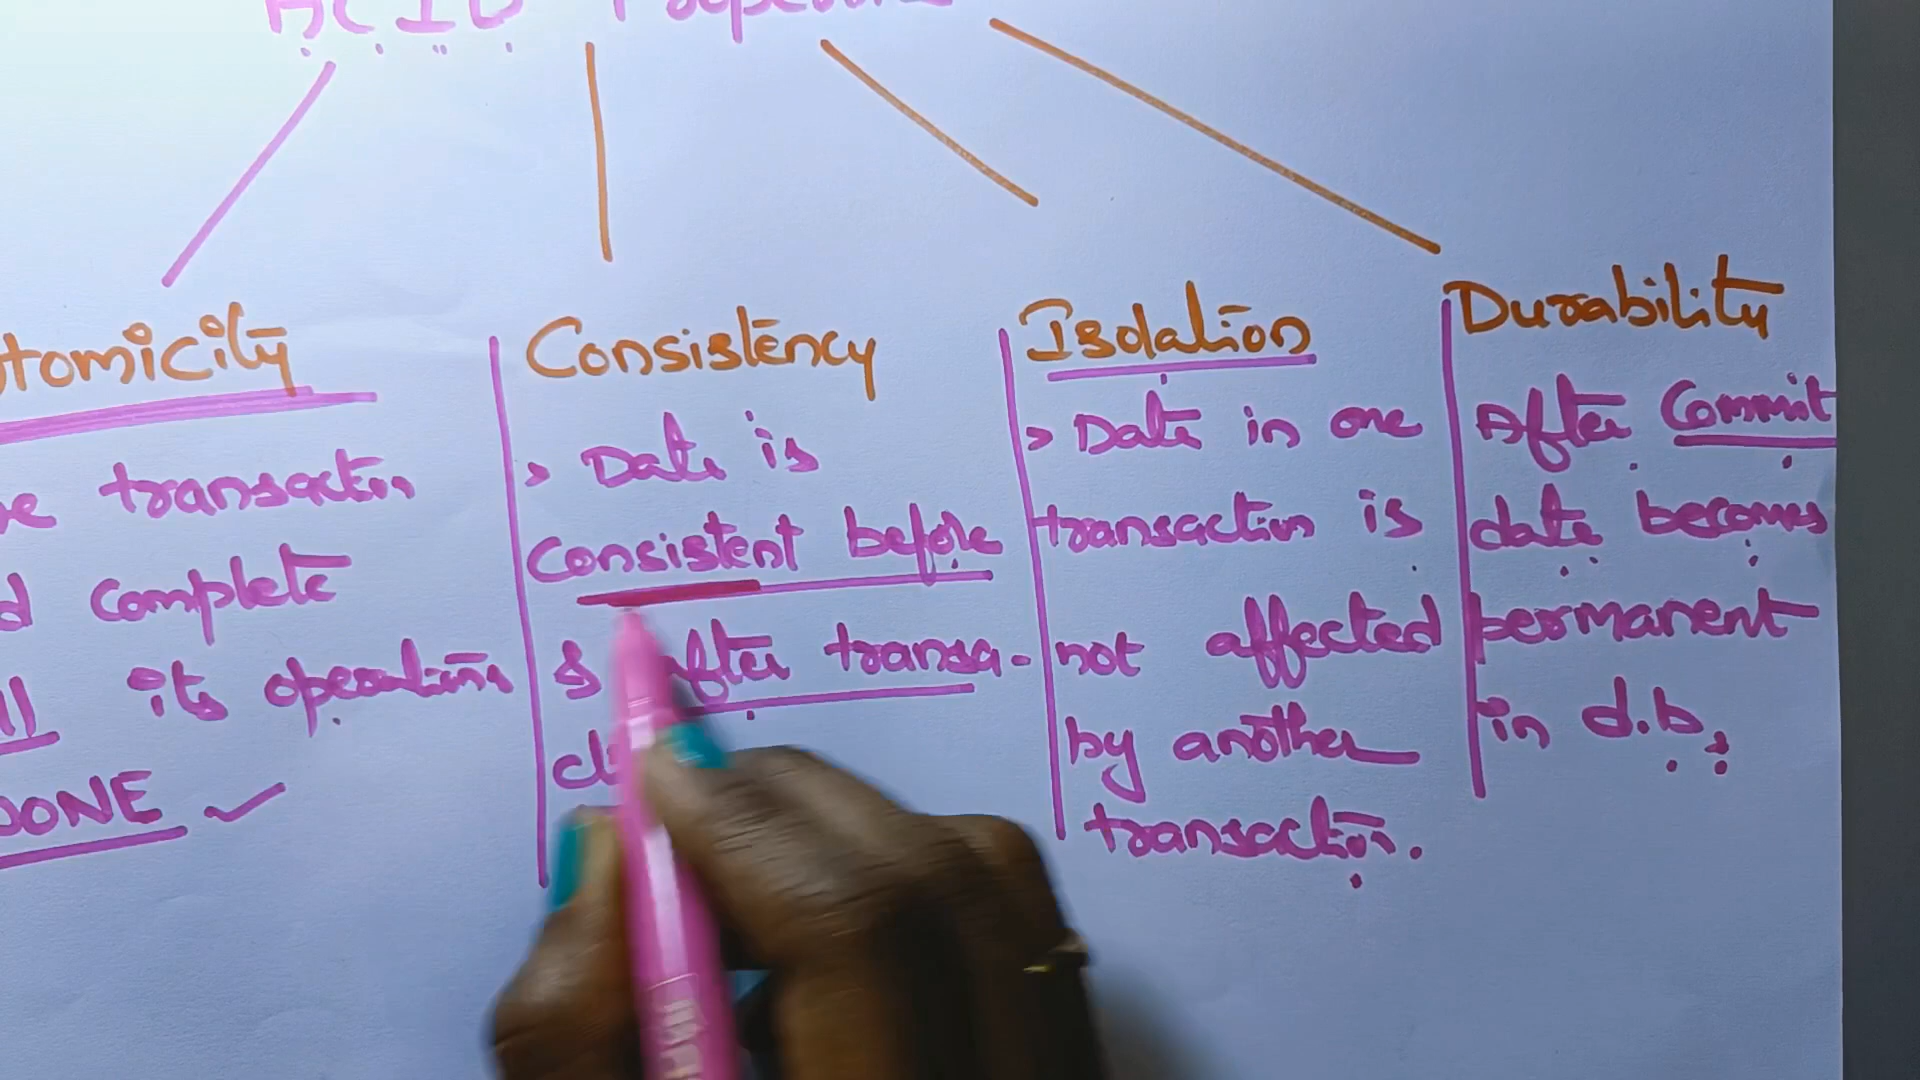 ACID Properties
tomicity
e transaction
d complete
ll its operations
DONE
Consistency
> Data is
Consistent before
& after transa-
Isolation
> Data in one
transaction is
not affected
by another
transaction.
Durability
After Commit
data becomes
permanent
in d.b.